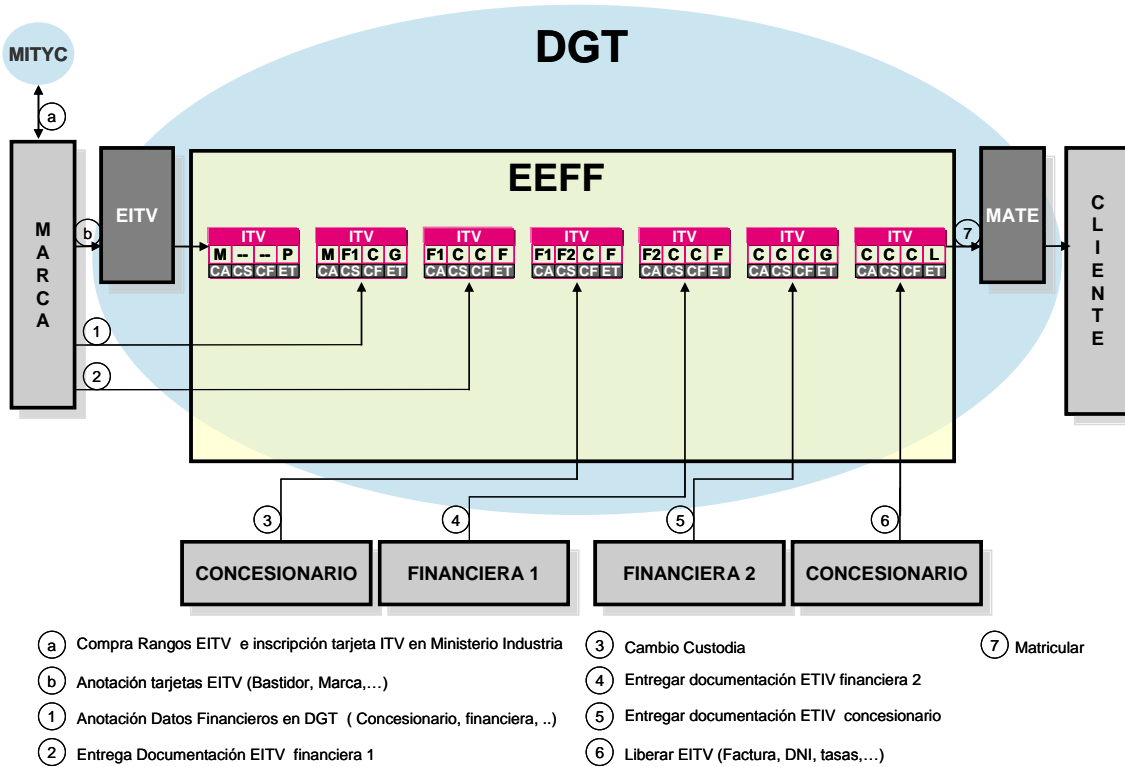 DGT
MITYC
a
MARCA
b
EITV
EEFF
ITV ITV ITV ITV ITV ITV ITV
M -- -- P M F1 C G F1 C C F F1 F2 C F F2 C C F C C C G C C C L
CA CS CF ET CA CS CF ET CA CS CF ET CA CS CF ET CA CS CF ET CA CS CF ET CA CS CF ET
7
MATE
CLIENTE
1
2
3
4
5
6
CONCESIONARIO
FINANCIERA 1
FINANCIERA 2
CONCESIONARIO
a Compra Rangos EITV e inscripción tarjeta ITV en Ministerio Industria
b Anotación tarjetas EITV (Bastidor, Marca,...)
1 Anotación Datos Financieros en DGT ( Concesionario, financiera, ..)
2 Entrega Documentación EITV financiera 1
3 Cambio Custodia
4 Entregar documentación ETIV financiera 2
5 Entregar documentación ETIV concesionario
6 Liberar EITV (Factura, DNI, tasas,...)
7 Matricular